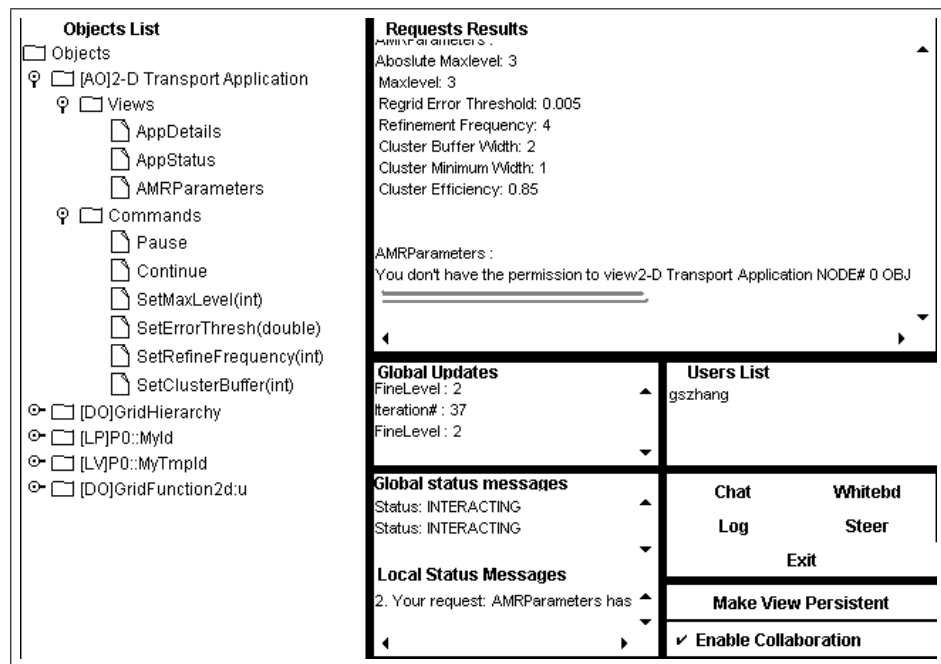 Objects List
Objects
[AO]2-D Transport Application
Views
AppDetails
AppStatus
AMRParameters
Commands
Pause
Continue
SetMaxLevel(int)
SetErrorThresh(double)
SetRefineFrequency(int)
SetClusterBuffer(int)
[DO]GridHierarchy
[LP]P0::MyId
[LV]P0::MyTmpId
[DO]GridFunction2d:u
Requests Results
AMRParameters :
Aboslute Maxlevel: 3
Maxlevel: 3
Regrid Error Threshold: 0.005
Refinement Frequency: 4
Cluster Buffer Width: 2
Cluster Minimum Width: 1
Cluster Efficiency: 0.85
AMRParameters :
You don't have the permission to view2-D Transport Application NODE# 0 OBJ
Global Updates
FineLevel : 2
Iteration# : 37
FineLevel : 2
Users List
gszhang
Global status messages
Status: INTERACTING
Status: INTERACTING
Local Status Messages
2. Your request: AMRParameters has
Chat Whitebd
Log Steer
Exit
Make View Persistent
✔ Enable Collaboration